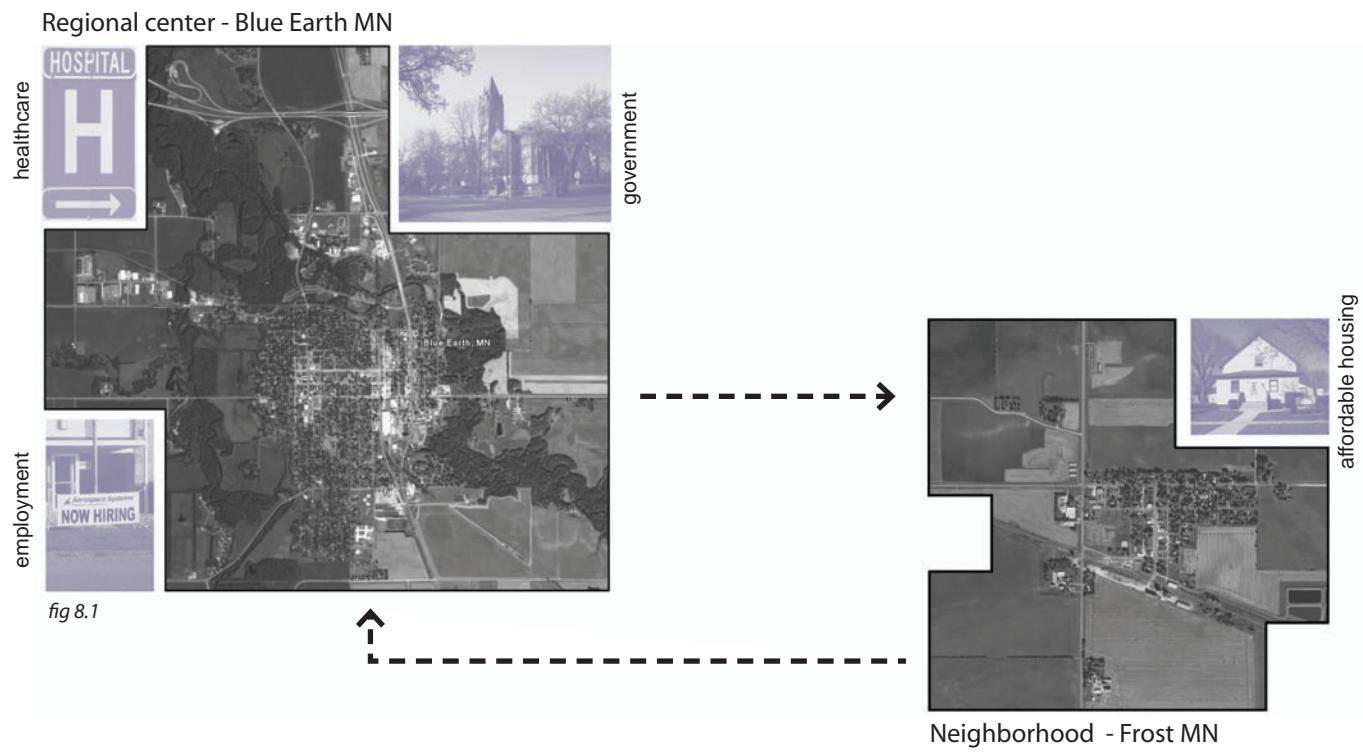 Regional center - Blue Earth MN
healthcare
HOSPITAL
H
government
Blue Earth, MN
employment
Aerospace Systems
NOW HIRING
fig 8.1
affordable housing
Neighborhood - Frost MN